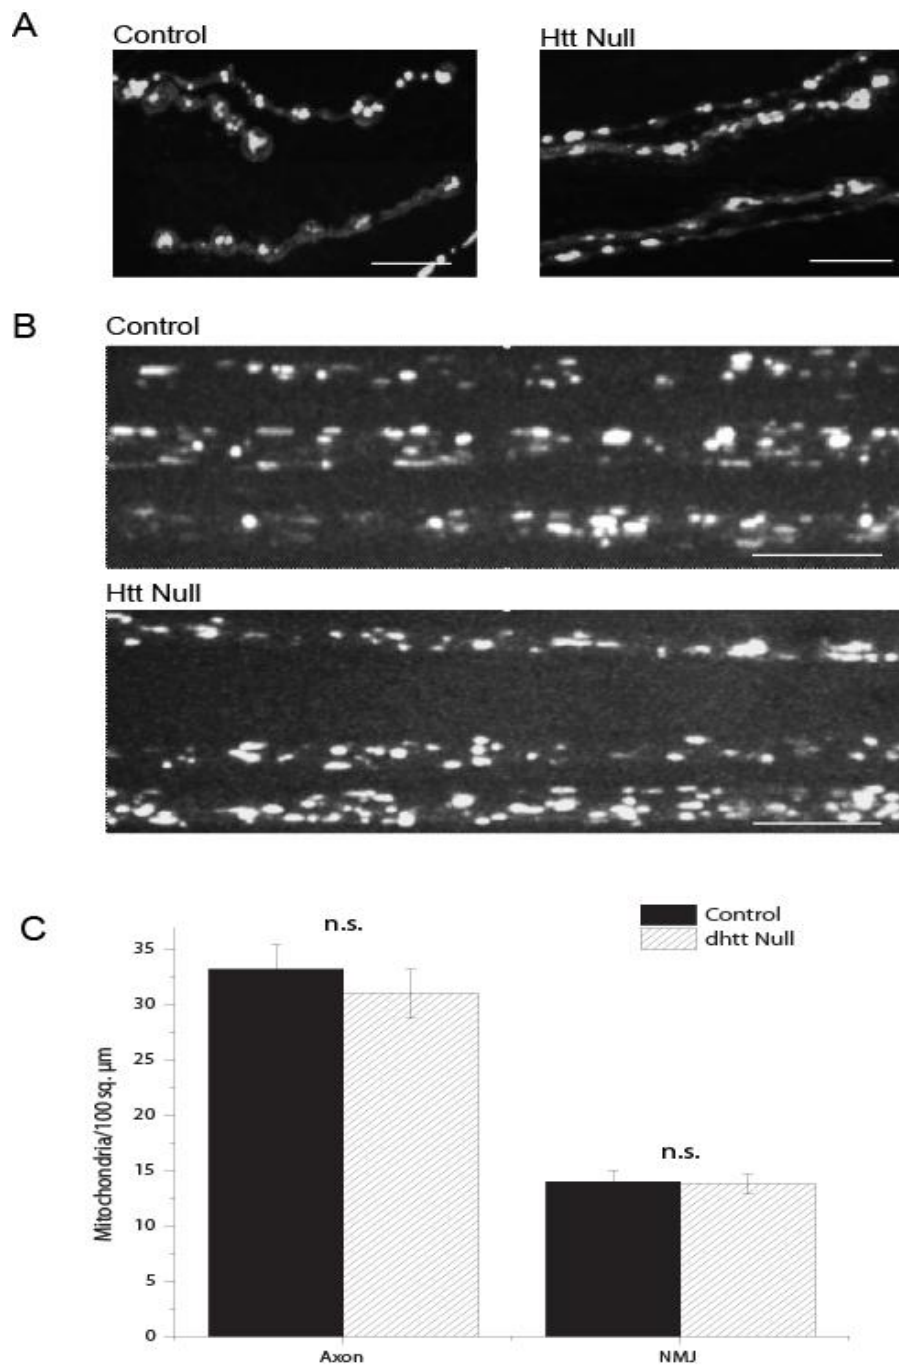 A
Control
Htt Null
B
Control
Htt Null
C
n.s.
Control
dhtt Null
35
30
25
20
15
10
5
0
n.s.
Mitochondria/100 sq. µm
Axon
NMJ